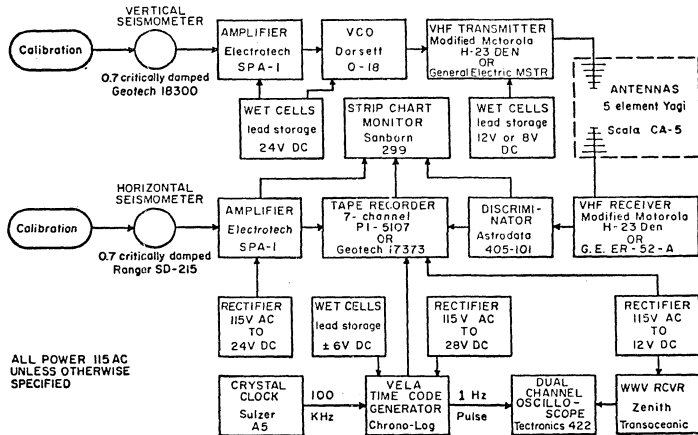 VERTICAL
SEISMOMETER
Calibration
0.7 critically damped
Geotech 18300
AMPLIFIER
Electrotech
SPA-1
VCO
Dorsett
O-18
VHF TRANSMITTER
Modified Motorola
H-23 DEN
OR
General Electric MSTR
ANTENNAS
5 element Yagi
Scala CA-5
WET CELLS
lead storage
24V DC
STRIP CHART
MONITOR
Sanborn
299
WET CELLS
lead storage
12V or 8V
DC
HORIZONTAL
SEISMOMETER
Calibration
0.7 critically damped
Ranger SD-215
AMPLIFIER
Electrotech
SPA-1
TAPE RECORDER
7-channel
PI-5107
OR
Geotech 17373
DISCRIMI-
NATOR
Astrodata
405-101
VHF RECEIVER
Modified Motorola
H-23 Den
OR
G.E. ER-52-A
RECTIFIER
115V AC
TO
24V DC
WET CELLS
lead storage
±6V DC
RECTIFIER
115V AC
TO
28V DC
RECTIFIER
115V AC
TO
12V DC
ALL POWER 115AC
UNLESS OTHERWISE
SPECIFIED
CRYSTAL
CLOCK
Sulzer
A5
100
KHz
VELA
TIME CODE
GENERATOR
Chrono-Log
1 Hz
Pulse
DUAL
CHANNEL
OSCILLO-
SCOPE
Tectronics 422
WWV RCVR
Zenith
Transoceanic